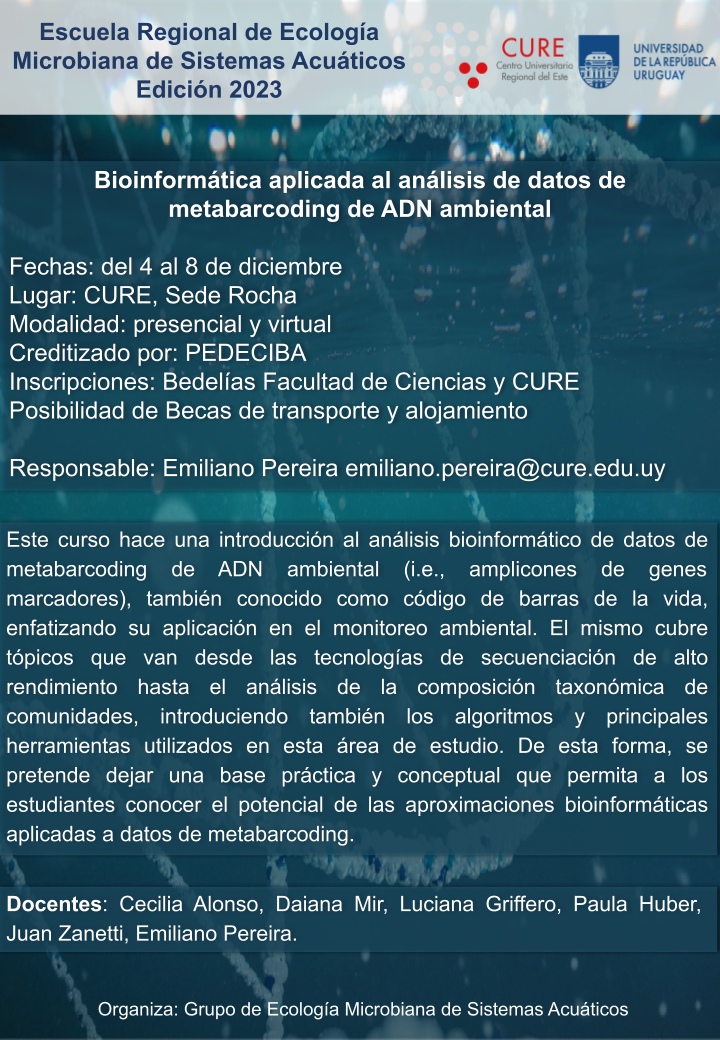 Escuela Regional de Ecología
Microbiana de Sistemas Acuáticos
Edición 2023
CURE
Centro Universitario
Regional del Este
UNIVERSIDAD
DE LA REPÚBLICA
URUGUAY
Bioinformática aplicada al análisis de datos de
metabarcoding de ADN ambiental
Fechas: del 4 al 8 de diciembre
Lugar: CURE, Sede Rocha
Modalidad: presencial y virtual
Creditizado por: PEDECIBA
Inscripciones: Bedelías Facultad de Ciencias y CURE
Posibilidad de Becas de transporte y alojamiento
Responsable: Emiliano Pereira emiliano.pereira@cure.edu.uy
Este curso hace una introducción al análisis bioinformático de datos de
metabarcoding de ADN ambiental (i.e., amplicones de genes
marcadores), también conocido como código de barras de la vida,
enfatizando su aplicación en el monitoreo ambiental. El mismo cubre
tópicos que van desde las tecnologías de secuenciación de alto
rendimiento hasta el análisis de la composición taxonómica de
comunidades, introduciendo también los algoritmos y principales
herramientas utilizados en esta área de estudio. De esta forma, se
pretende dejar una base práctica y conceptual que permita a los
estudiantes conocer el potencial de las aproximaciones bioinformáticas
aplicadas a datos de metabarcoding.
Docentes: Cecilia Alonso, Daiana Mir, Luciana Griffero, Paula Huber,
Juan Zanetti, Emiliano Pereira.
Organiza: Grupo de Ecología Microbiana de Sistemas Acuáticos